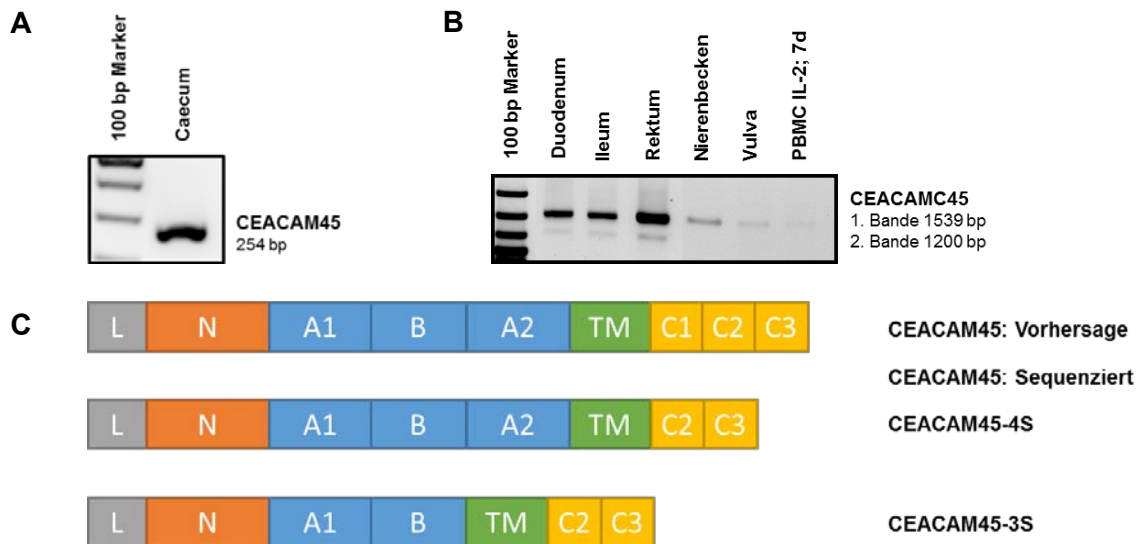 A
100 bp Marker
Caecum
CEACAM45
254 bp
B
100 bp Marker
Duodenum
Ileum
Rektum
Nierenbecken
Vulva
PBMC IL-2; 7d
CEACAMC45
1. Bande 1539 bp
2. Bande 1200 bp
C
L N A1 B A2 TM C1 C2 C3
CEACAM45: Vorhersage
CEACAM45: Sequenziert
L N A1 B A2 TM C2 C3
CEACAM45-4S
L N A1 B TM C2 C3
CEACAM45-3S